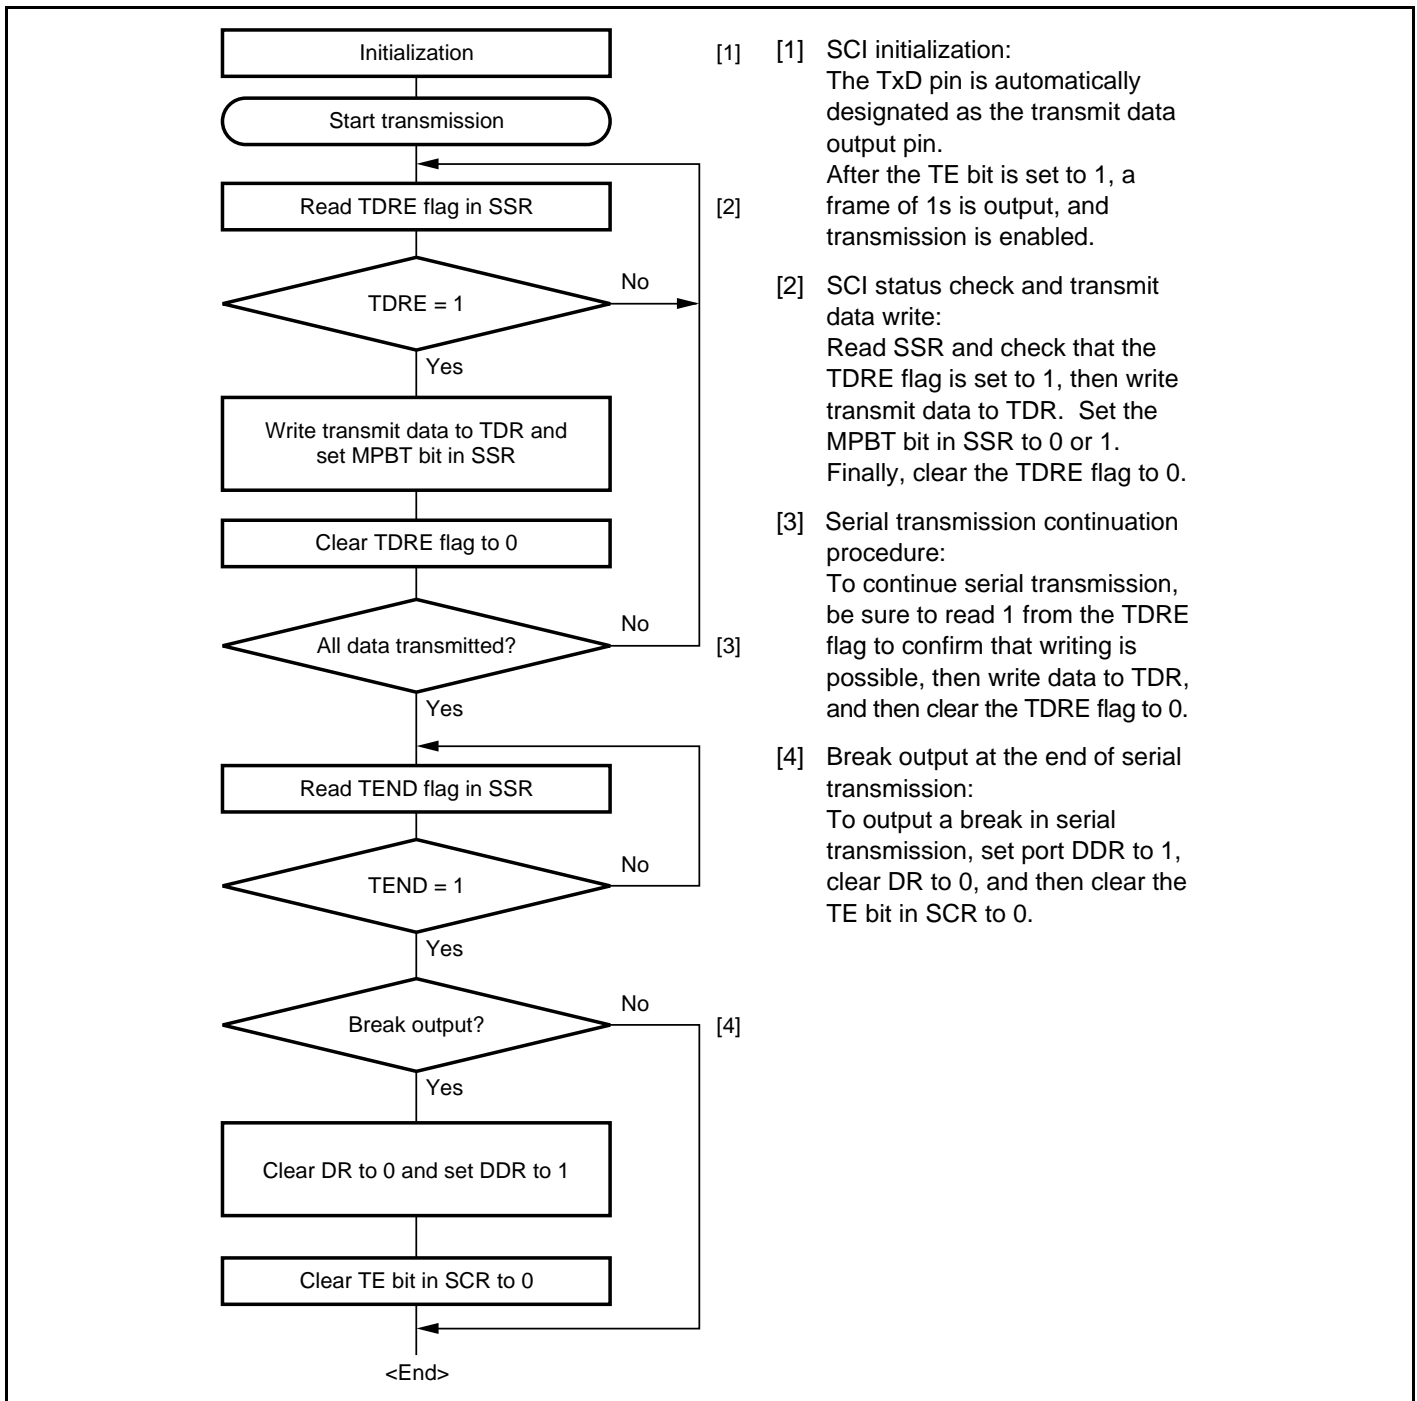 Initialization
[1]
Start transmission
Read TDRE flag in SSR
[2]
TDRE = 1
No
Yes
Write transmit data to TDR and
set MPBT bit in SSR
Clear TDRE flag to 0
All data transmitted?
No
[3]
Yes
Read TEND flag in SSR
TEND = 1
No
Yes
Break output?
No
[4]
Yes
Clear DR to 0 and set DDR to 1
Clear TE bit in SCR to 0
<End>
[1] SCI initialization:
The TxD pin is automatically
designated as the transmit data
output pin.
After the TE bit is set to 1, a
frame of 1s is output, and
transmission is enabled.
[2] SCI status check and transmit
data write:
Read SSR and check that the
TDRE flag is set to 1, then write
transmit data to TDR. Set the
MPBT bit in SSR to 0 or 1.
Finally, clear the TDRE flag to 0.
[3] Serial transmission continuation
procedure:
To continue serial transmission,
be sure to read 1 from the TDRE
flag to confirm that writing is
possible, then write data to TDR,
and then clear the TDRE flag to 0.
[4] Break output at the end of serial
transmission:
To output a break in serial
transmission, set port DDR to 1,
clear DR to 0, and then clear the
TE bit in SCR to 0.